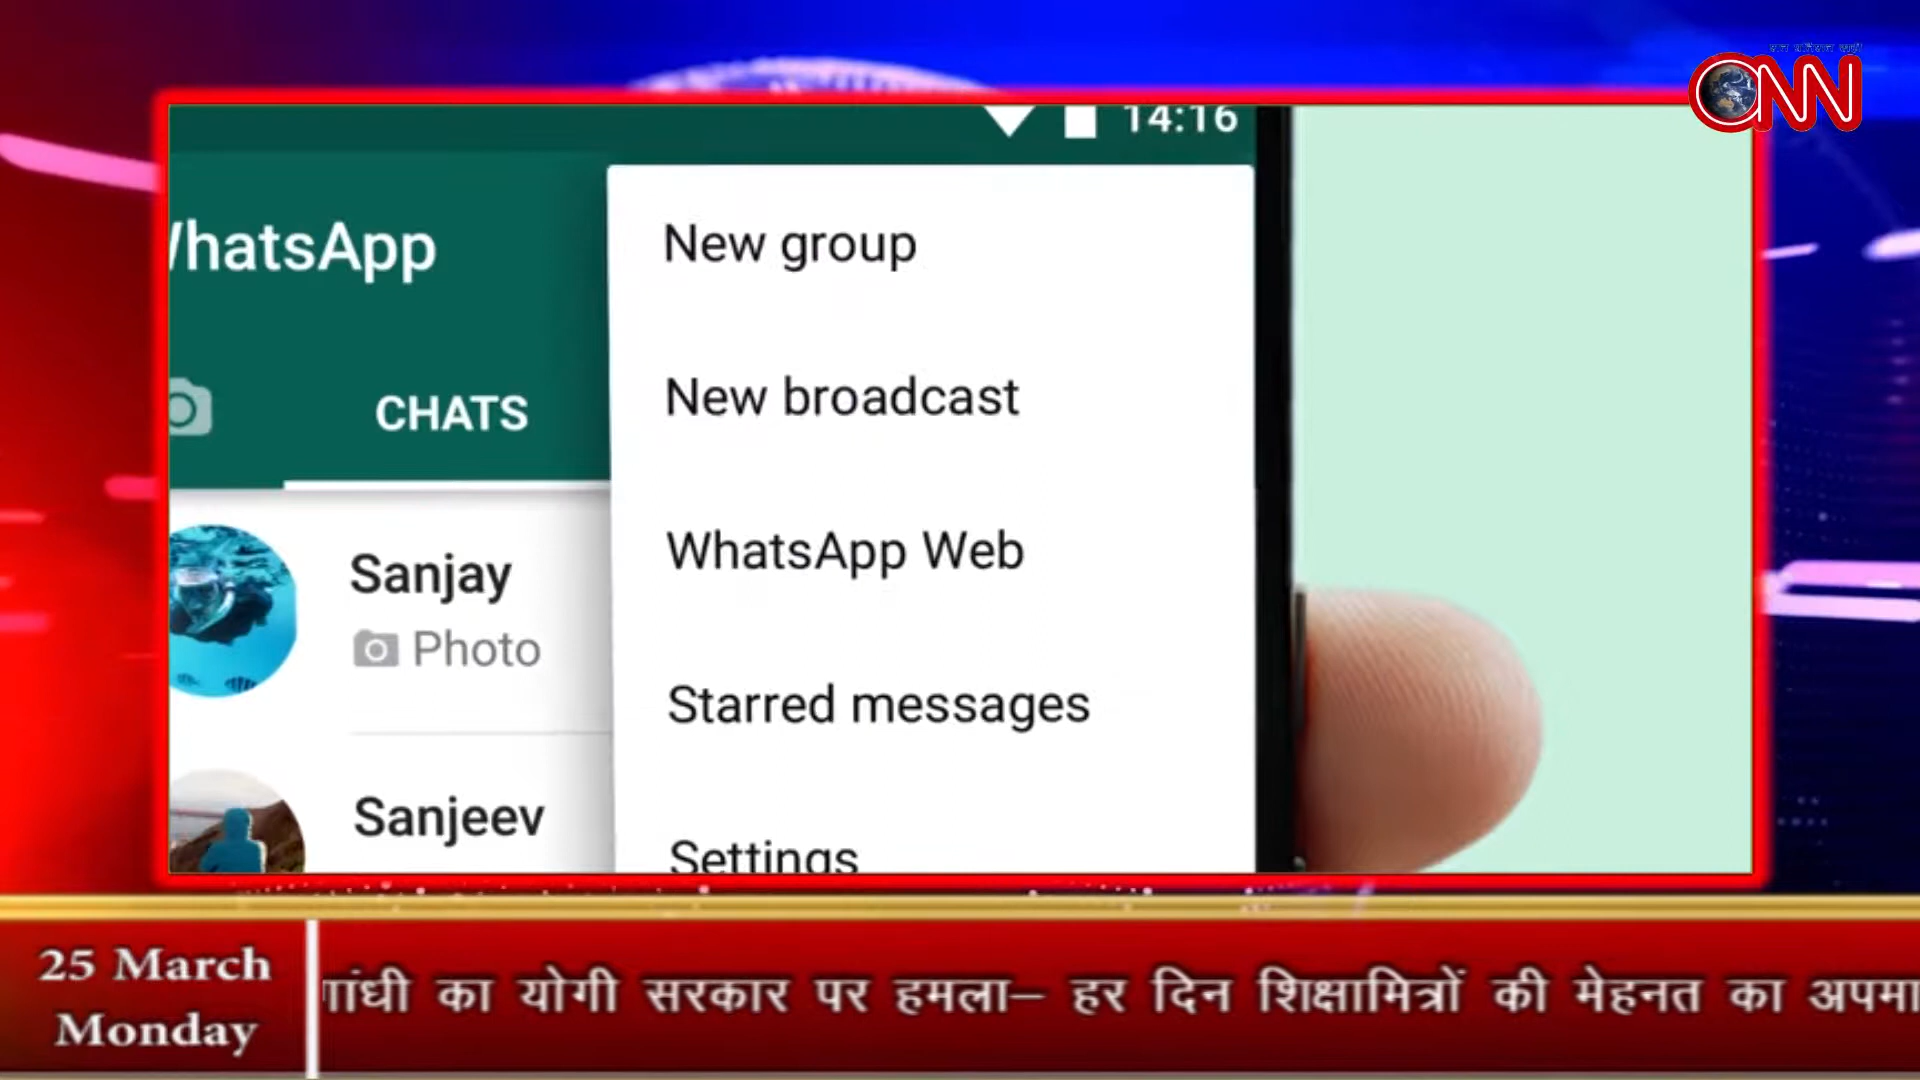 CNN
14:16
WhatsApp
New group
New broadcast
CHATS
WhatsApp Web
Sanjay
Photo
Starred messages
Sanjeev
Settings
25 March
Monday
गांधी का योगी सरकार पर हमला– हर दिन शिक्षामित्रों की मेहनत का अपमा